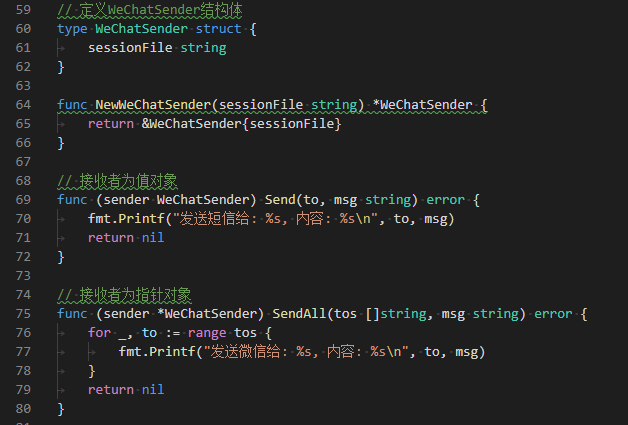 59 // 定义WeChatSender结构体
60 type WeChatSender struct {
61     sessionFile string
62 }
63
64 func NewWeChatSender(sessionFile string) *WeChatSender {
65     return &WeChatSender{sessionFile}
66 }
67
68 // 接收者为值对象
69 func (sender WeChatSender) Send(to, msg string) error {
70     fmt.Printf("发送短信给: %s, 内容: %s\n", to, msg)
71     return nil
72 }
73
74 // 接收者为指针对象
75 func (sender *WeChatSender) SendAll(tos []string, msg string) error {
76     for _, to := range tos {
77         fmt.Printf("发送微信给: %s, 内容: %s\n", to, msg)
78     }
79     return nil
80 }